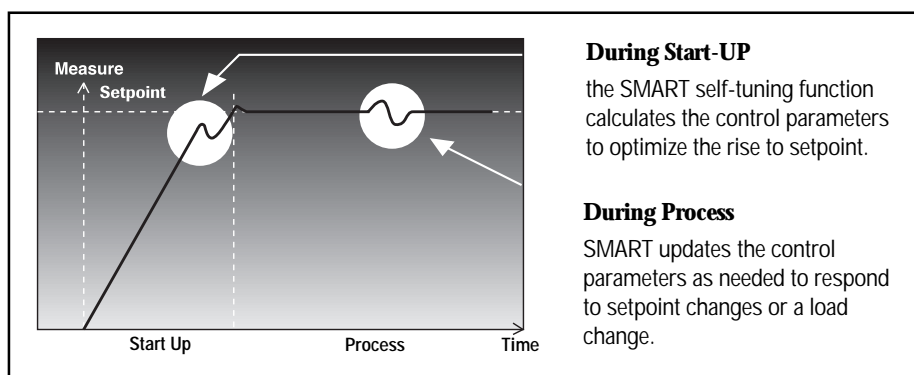 Measure
Setpoint
Start Up
Process
Time
During Start-UP
the SMART self-tuning function
calculates the control parameters
to optimize the rise to setpoint.
During Process
SMART updates the control
parameters as needed to respond
to setpoint changes or a load
change.